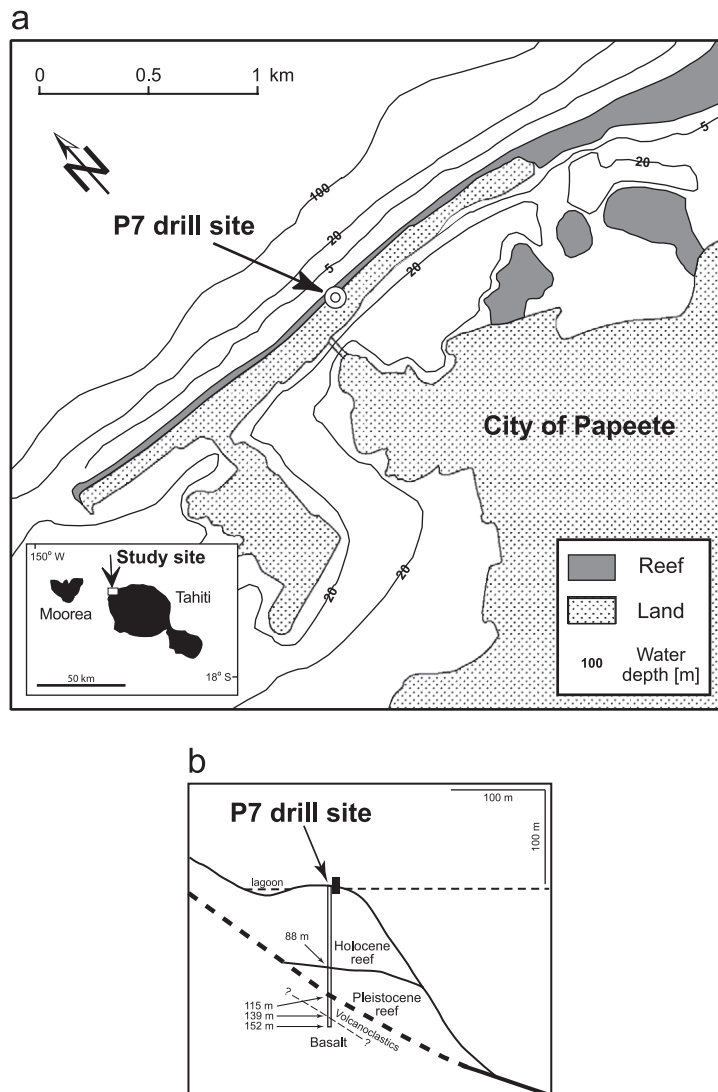 a
0 0.5 1 km
N
100
20
5
5
20
20
P7 drill site
City of Papeete
20
20
150° W
Study site
Moorea
Tahiti
50 km
18° S
Reef
Land
100 Water
depth [m]
b
100 m
100 m
P7 drill site
lagoon
88 m
Holocene
reef
Pleistocene
reef
?
115 m
139 m
152 m
Volcanoclastics
?
Basalt